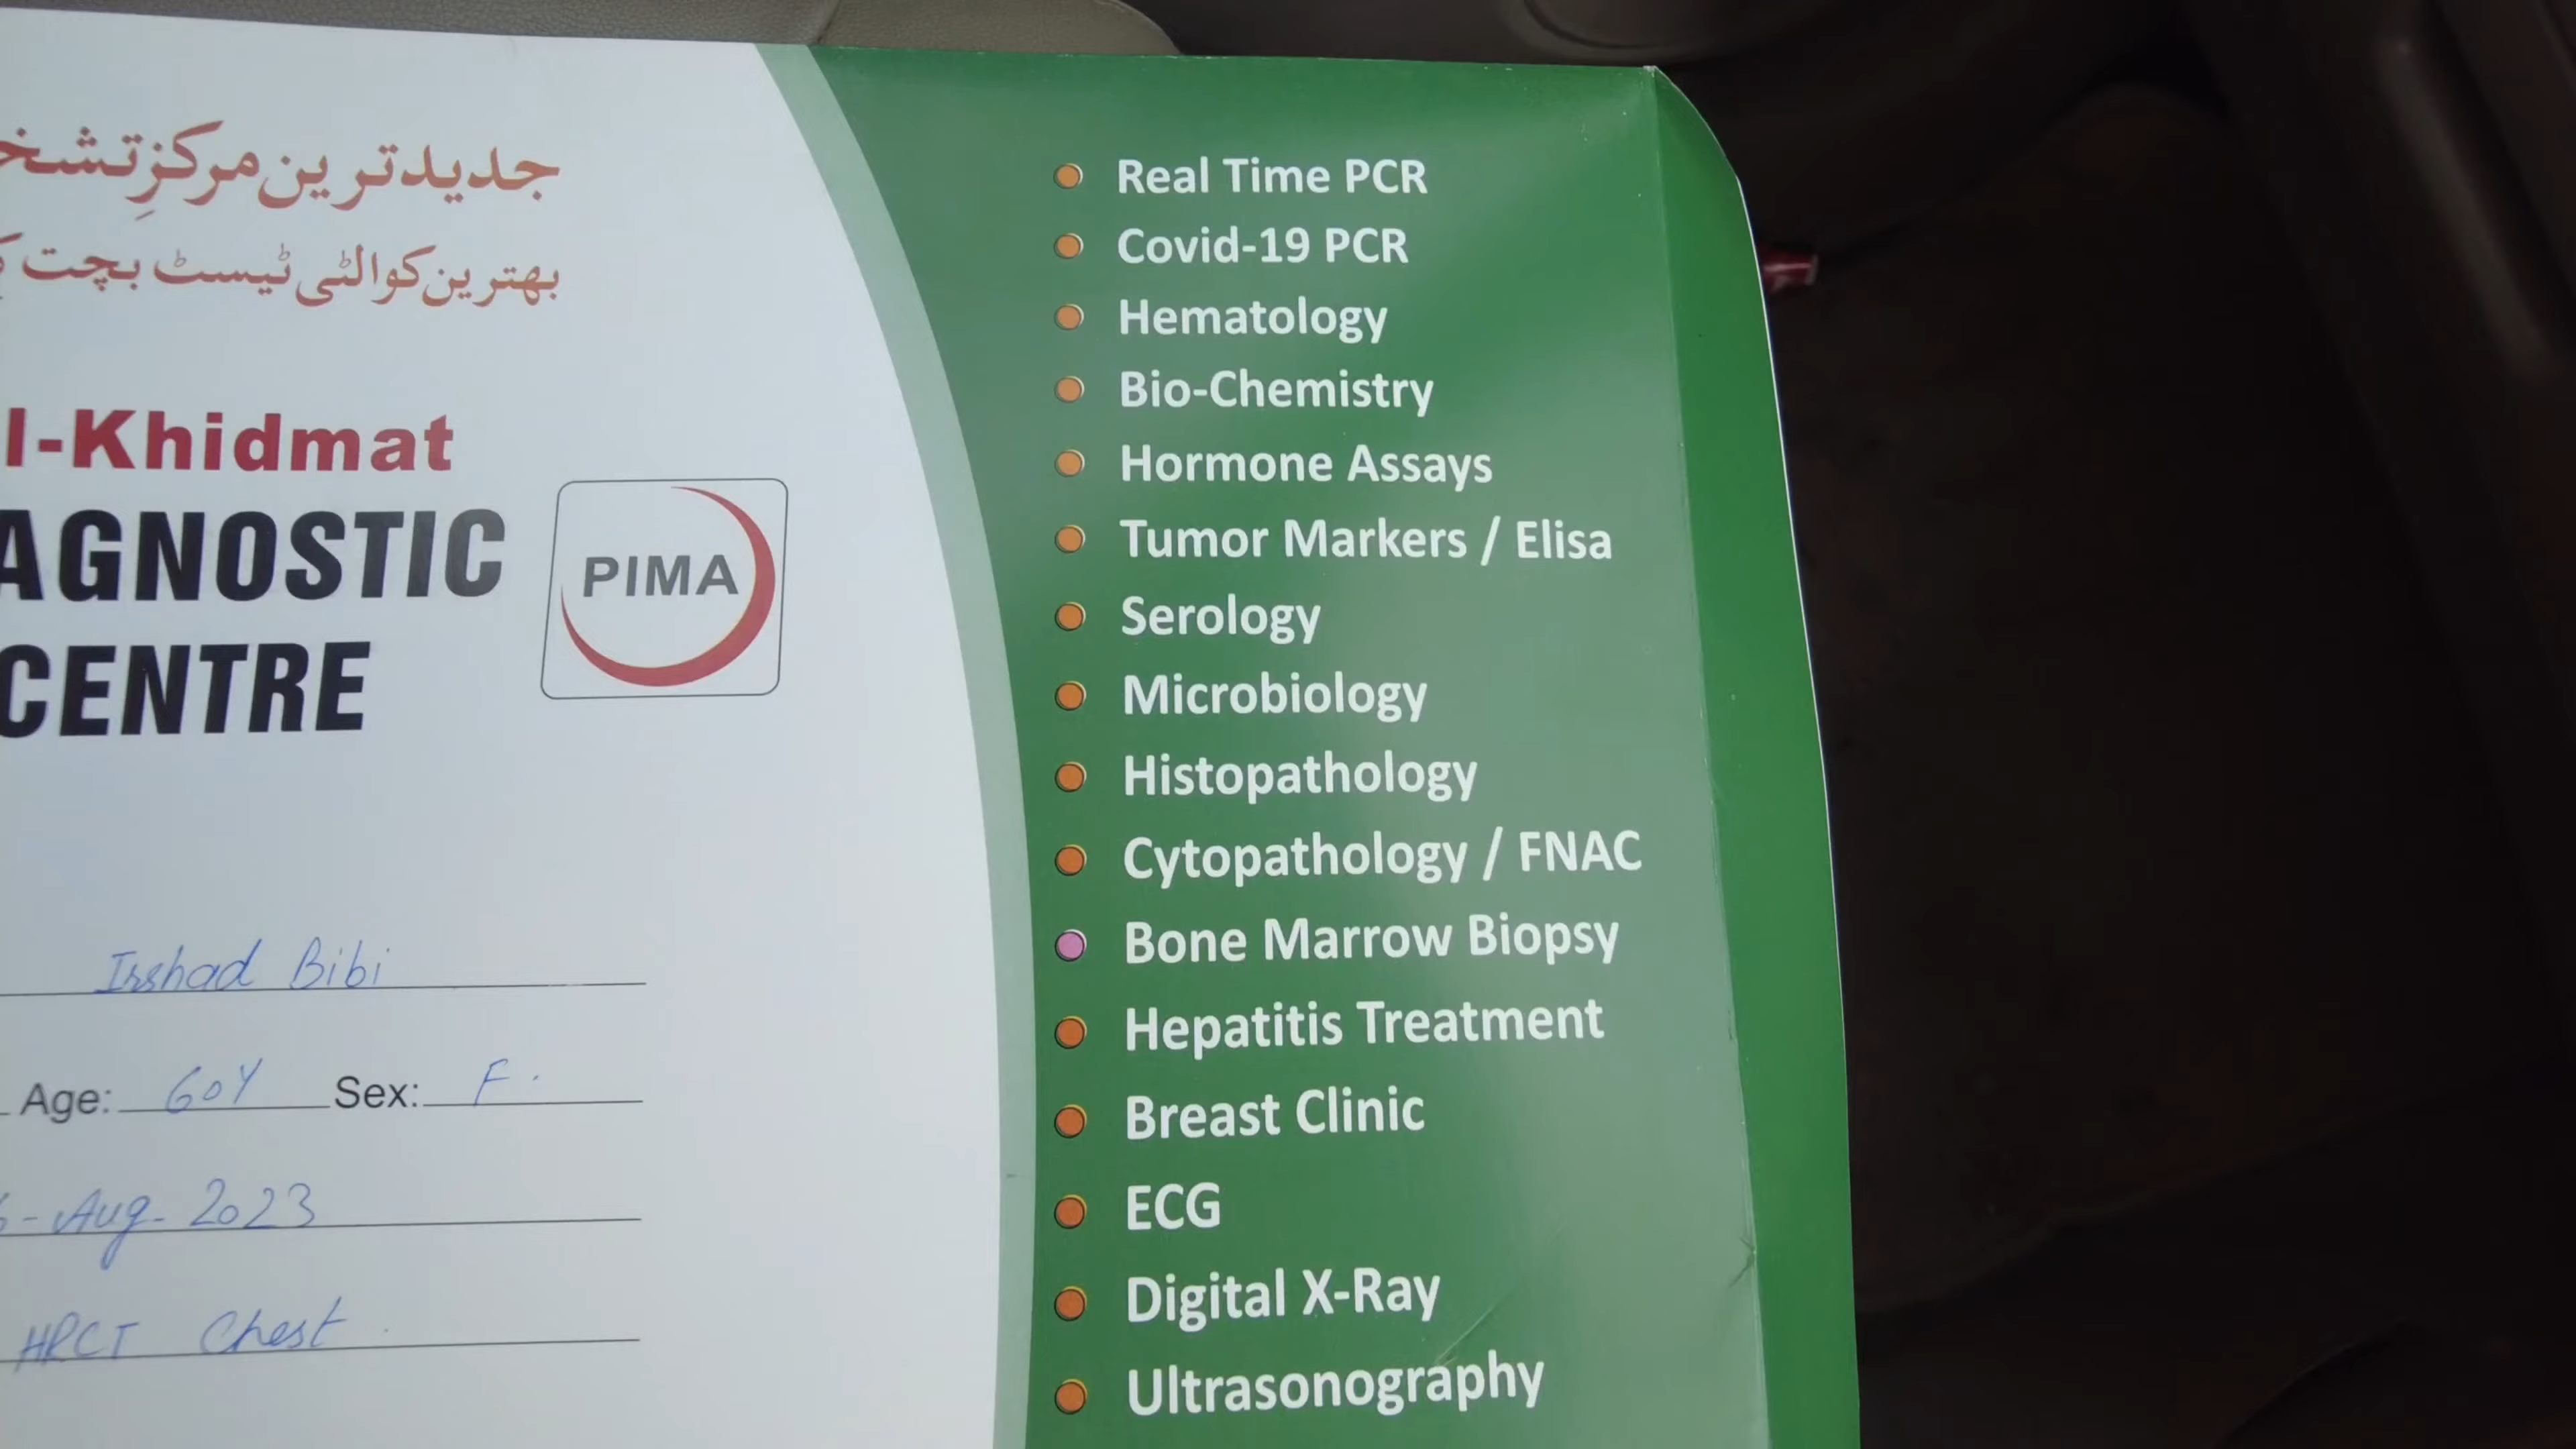 جدید ترین مرکزِ تشخ
بہترین کوالٹی ٹیسٹ بچت
l-Khidmat
AGNOSTIC
CENTRE
PIMA
Irshad Bibi
Age: 60Y Sex: F.
-Aug-2023
HRCT Chest
Real Time PCR
Covid-19 PCR
Hematology
Bio-Chemistry
Hormone Assays
Tumor Markers / Elisa
Serology
Microbiology
Histopathology
Cytopathology / FNAC
Bone Marrow Biopsy
Hepatitis Treatment
Breast Clinic
ECG
Digital X-Ray
Ultrasonography